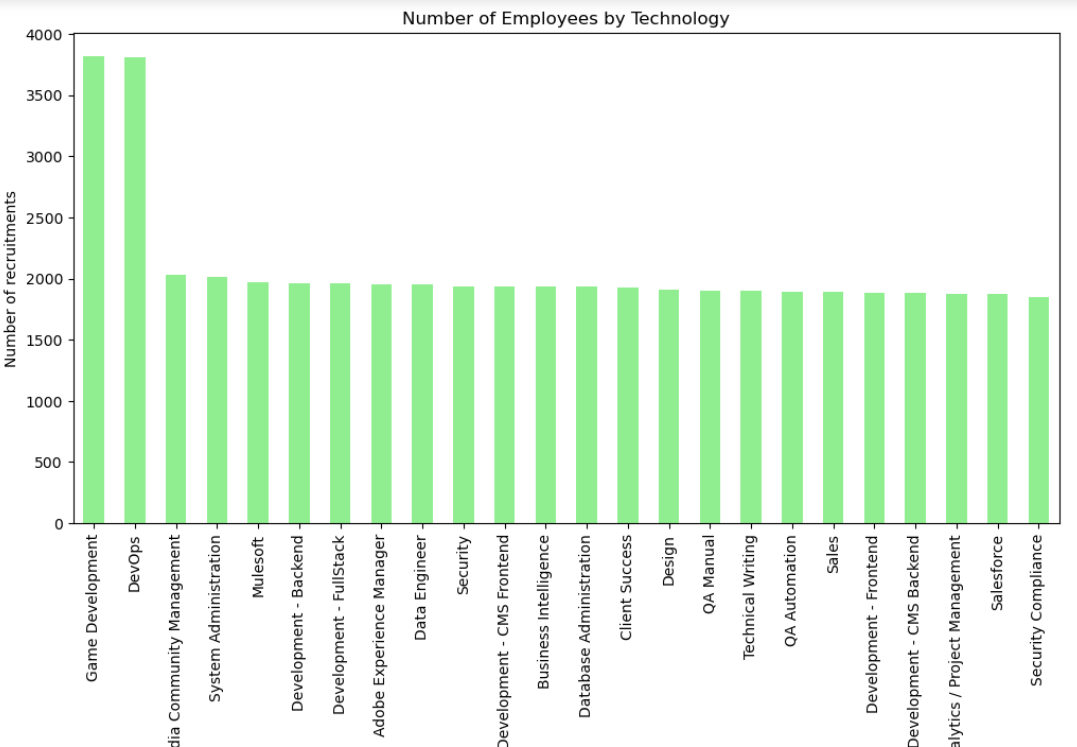 Number of Employees by Technology
Number of recruitments
4000
3500
3000
2500
2000
1500
1000
500
0
Game Development
DevOps
dia Community Management
System Administration
Mulesoft
Development - Backend
Development - FullStack
Adobe Experience Manager
Data Engineer
Security
Development - CMS Frontend
Business Intelligence
Database Administration
Client Success
Design
QA Manual
Technical Writing
QA Automation
Sales
Development - Frontend
Development - CMS Backend
alytics / Project Management
Salesforce
Security Compliance